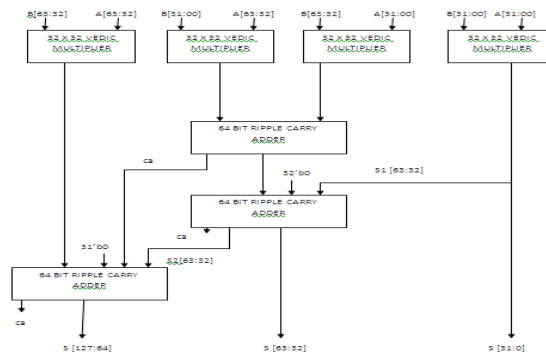 B[63:32] A[63:32] B[31:00] A[63:32] B[63:32] A[31:00] B[31:00] A[31:00]
32 X 32 VEDIC MULTIPLIER
32 X 32 VEDIC MULTIPLIER
32 X 32 VEDIC MULTIPLIER
32 X 32 VEDIC MULTIPLIER
64 BIT RIPPLE CARRY
ADDER
ca
32'b0
S1 [63:32]
64 BIT RIPPLE CARRY
ADDER
ca
31'b0
S2[63:32]
64 BIT RIPPLE CARRY
ADDER
ca
S [127:64] S [63:32] S [31:0]